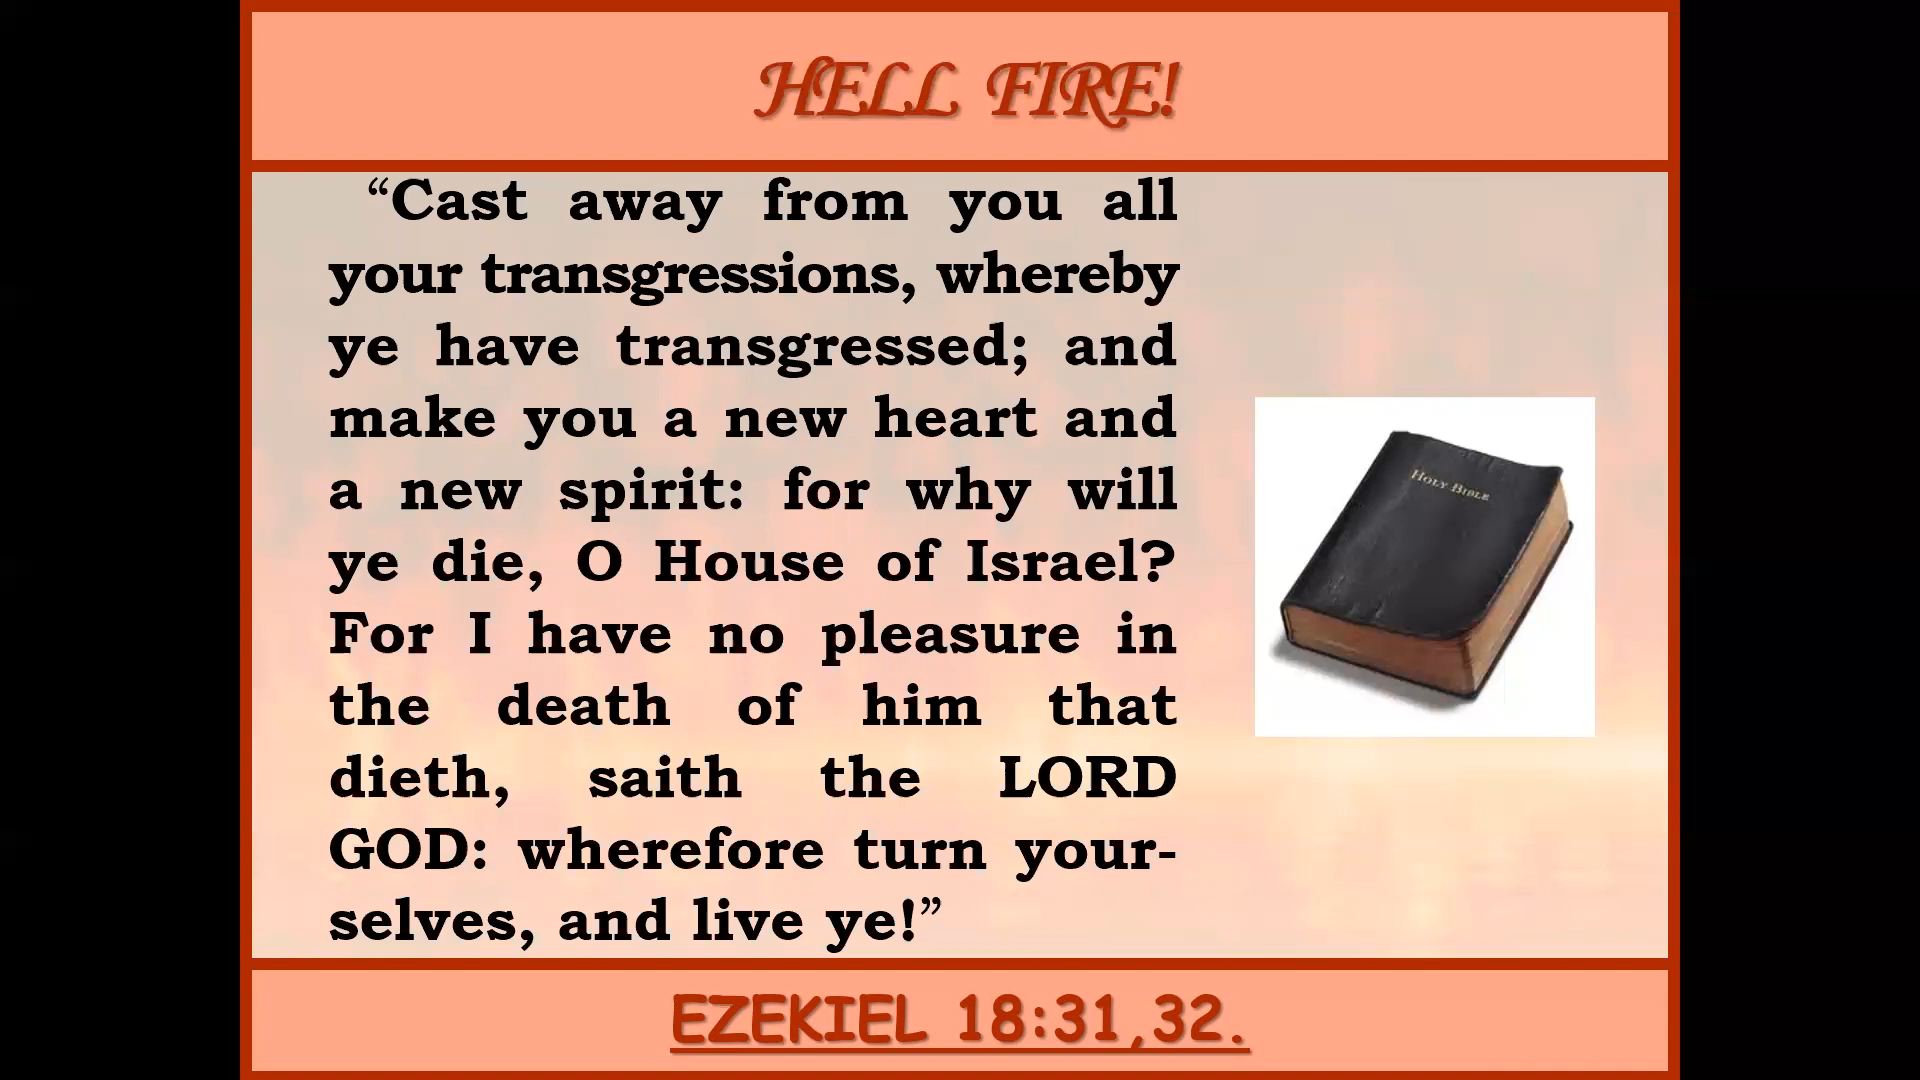 HELL FIRE!
“Cast away from you all
your transgressions, whereby
ye have transgressed; and
make you a new heart and
a new spirit: for why will
ye die, O House of Israel?
For I have no pleasure in
the death of him that
dieth, saith the LORD
GOD: wherefore turn your-
selves, and live ye!”
HOLY BIBLE
EZEKIEL 18:31,32.